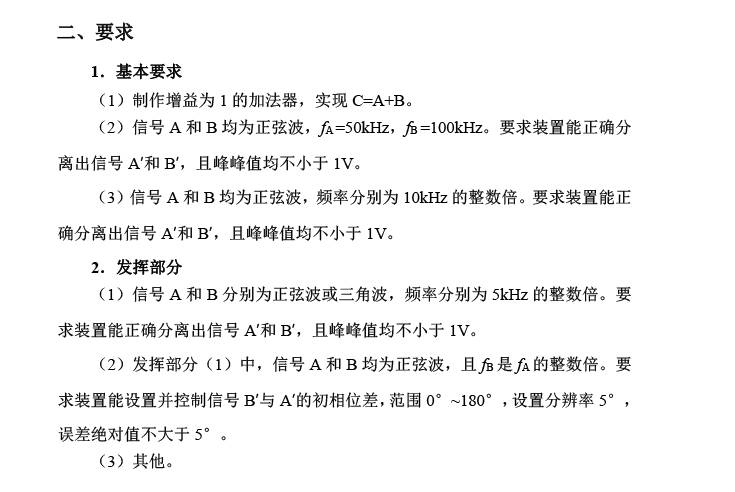 二、要求
1．基本要求
（1）制作增益为 1 的加法器，实现 C=A+B。
（2）信号 A 和 B 均为正弦波，fA=50kHz，fB=100kHz。要求装置能正确分
离出信号 A′和 B′，且峰峰值均不小于 1V。
（3）信号 A 和 B 均为正弦波，频率分别为 10kHz 的整数倍。要求装置能正
确分离出信号 A′和 B′，且峰峰值均不小于 1V。
2．发挥部分
（1）信号 A 和 B 分别为正弦波或三角波，频率分别为 5kHz 的整数倍。要
求装置能正确分离出信号 A′和 B′，且峰峰值均不小于 1V。
（2）发挥部分（1）中，信号 A 和 B 均为正弦波，且 fB 是 fA 的整数倍。要
求装置能设置并控制信号 B′与 A′的初相位差，范围 0°~180°，设置分辨率 5°，
误差绝对值不大于 5°。
（3）其他。